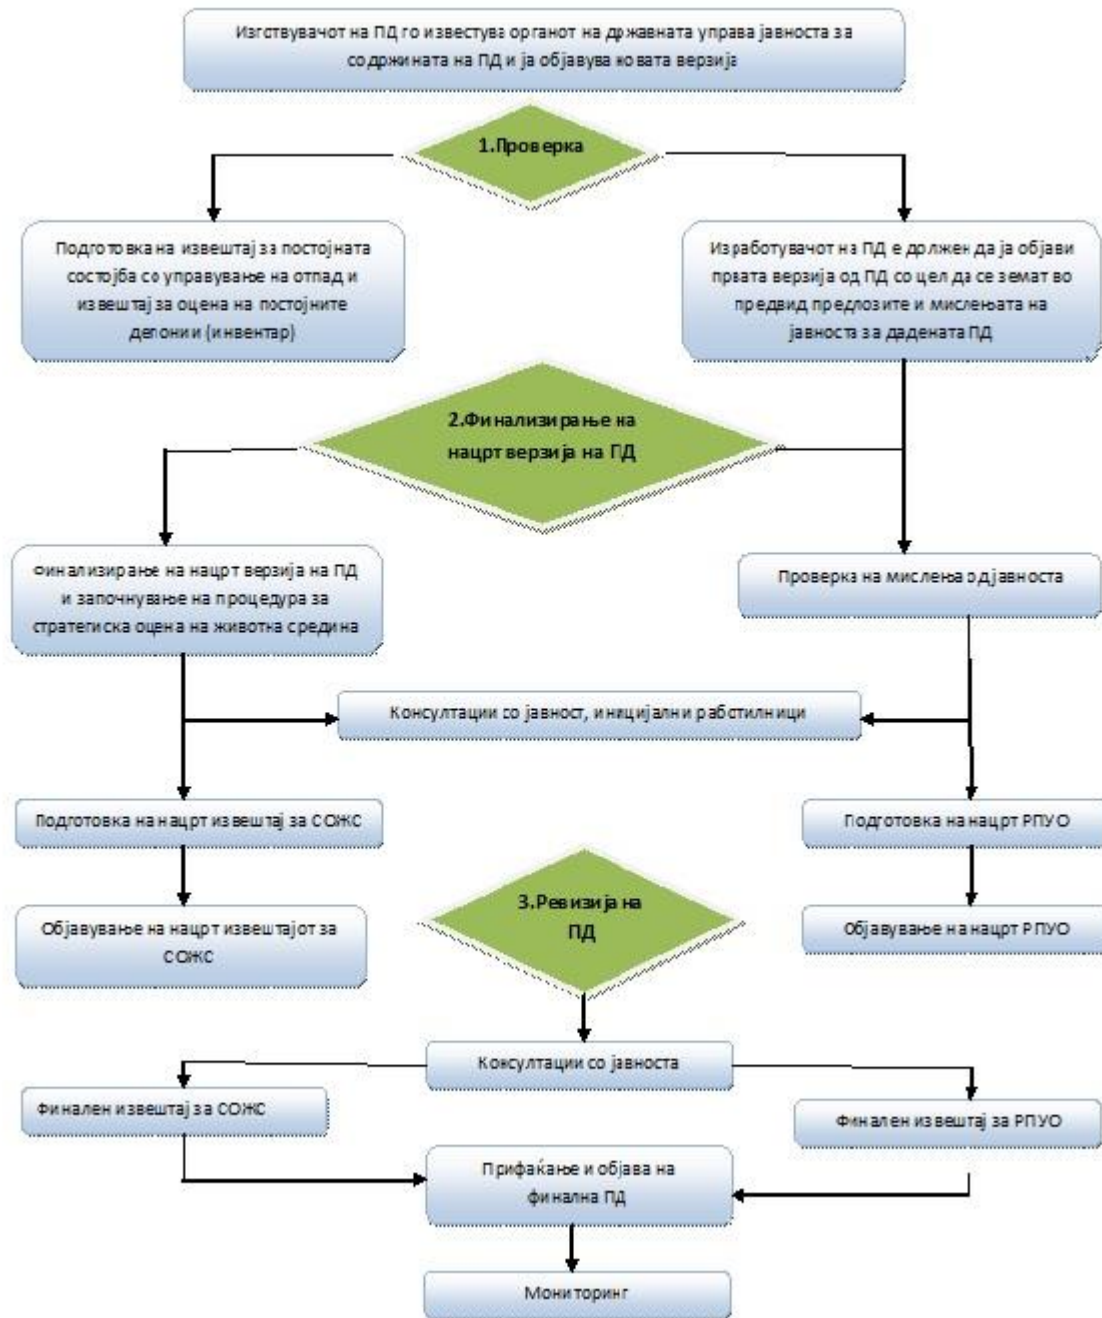 Изгствувачот на ПД го известува органот на државната управа јавноста за
содржината на ПД и ја објавува новата верзија
1.Проверка
Подготовка на извештај за постојната
состојба со управување на отпад и
извештај за оцена на постојните
депонии (инвентар)
Изработувачот на ПД е должен да ја објави
првата верзија од ПД со цел да се земат во
предвид предлозите и мислењата на
јавноста за дадената ПД
2.Финализирање на
нацрт верзија на ПД
Финализирање на нацрт верзија на ПД
и започнување на процедура за
стратегиска оцена на животна средина
Проверка на мислења од јавноста
Консултации со јавност, иницијални работилници
Подготовка на нацрт извештај за СОЖС
Подготовка на нацрт РПУО
3.Ревизија на
ПД
Објавување на нацрт извештајот за
СОЖС
Објавување на нацрт РПУО
Консултации со јавноста
Финален извештај за СОЖС
Финален извештај за РПУО
Прифаќање и објава на
финална ПД
Мониторинг